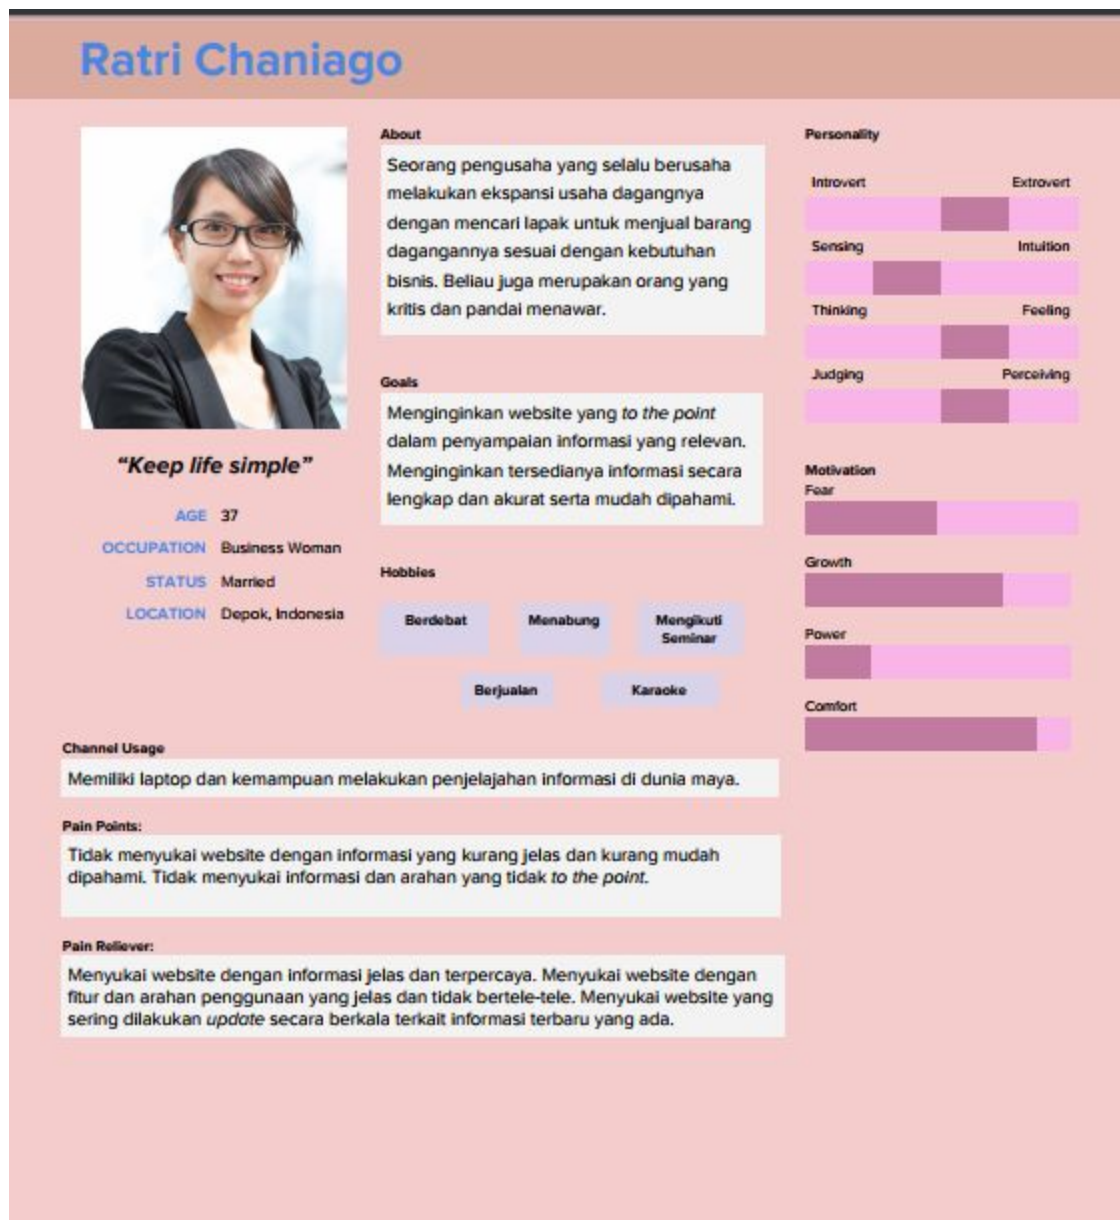 Ratri Chaniago
"Keep life simple"
AGE 37
OCCUPATION Business Woman
STATUS Married
LOCATION Depok, Indonesia
About
Seorang pengusaha yang selalu berusaha
melakukan ekspansi usaha dagangnya
dengan mencari lapak untuk menjual barang
dagangannya sesuai dengan kebutuhan
bisnis. Beliau juga merupakan orang yang
kritis dan pandai menawar.
Goals
Menginginkan website yang to the point
dalam penyampaian informasi yang relevan.
Menginginkan tersedianya informasi secara
lengkap dan akurat serta mudah dipahami.
Hobbies
Berdebat
Menabung
Mengikuti
Seminar
Berjualan
Karaoke
Personality
Introvert Extrovert
Sensing Intuition
Thinking Feeling
Judging Perceiving
Motivation
Fear
Growth
Power
Comfort
Channel Usage
Memiliki laptop dan kemampuan melakukan penjelajahan informasi di dunia maya.
Pain Points:
Tidak menyukai website dengan informasi yang kurang jelas dan kurang mudah
dipahami. Tidak menyukai informasi dan arahan yang tidak to the point.
Pain Reliever:
Menyukai website dengan informasi jelas dan terpercaya. Menyukai website dengan
fitur dan arahan penggunaan yang jelas dan tidak bertele-tele. Menyukai website yang
sering dilakukan update secara berkala terkait informasi terbaru yang ada.